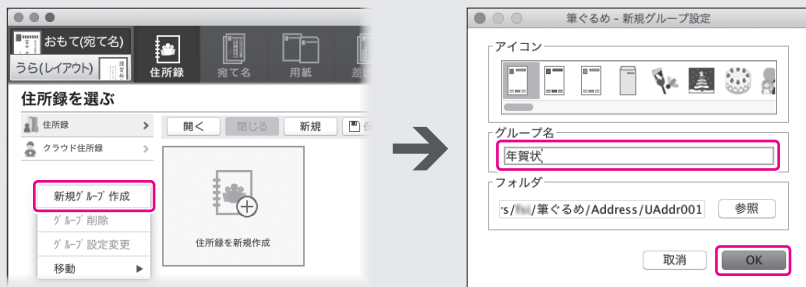 おもて(宛て名)
うら(レイアウト)
住所録
宛て名
用紙
住所録を選ぶ
住所録
クラウド住所録
開く
閉じる
新規
新規グループ作成
グループ削除
グループ設定変更
移動
住所録を新規作成
筆ぐるめ - 新規グループ設定
アイコン
グループ名
年賀状
フォルダ
/筆ぐるめ/Address/UAddr001
参照
取消
OK